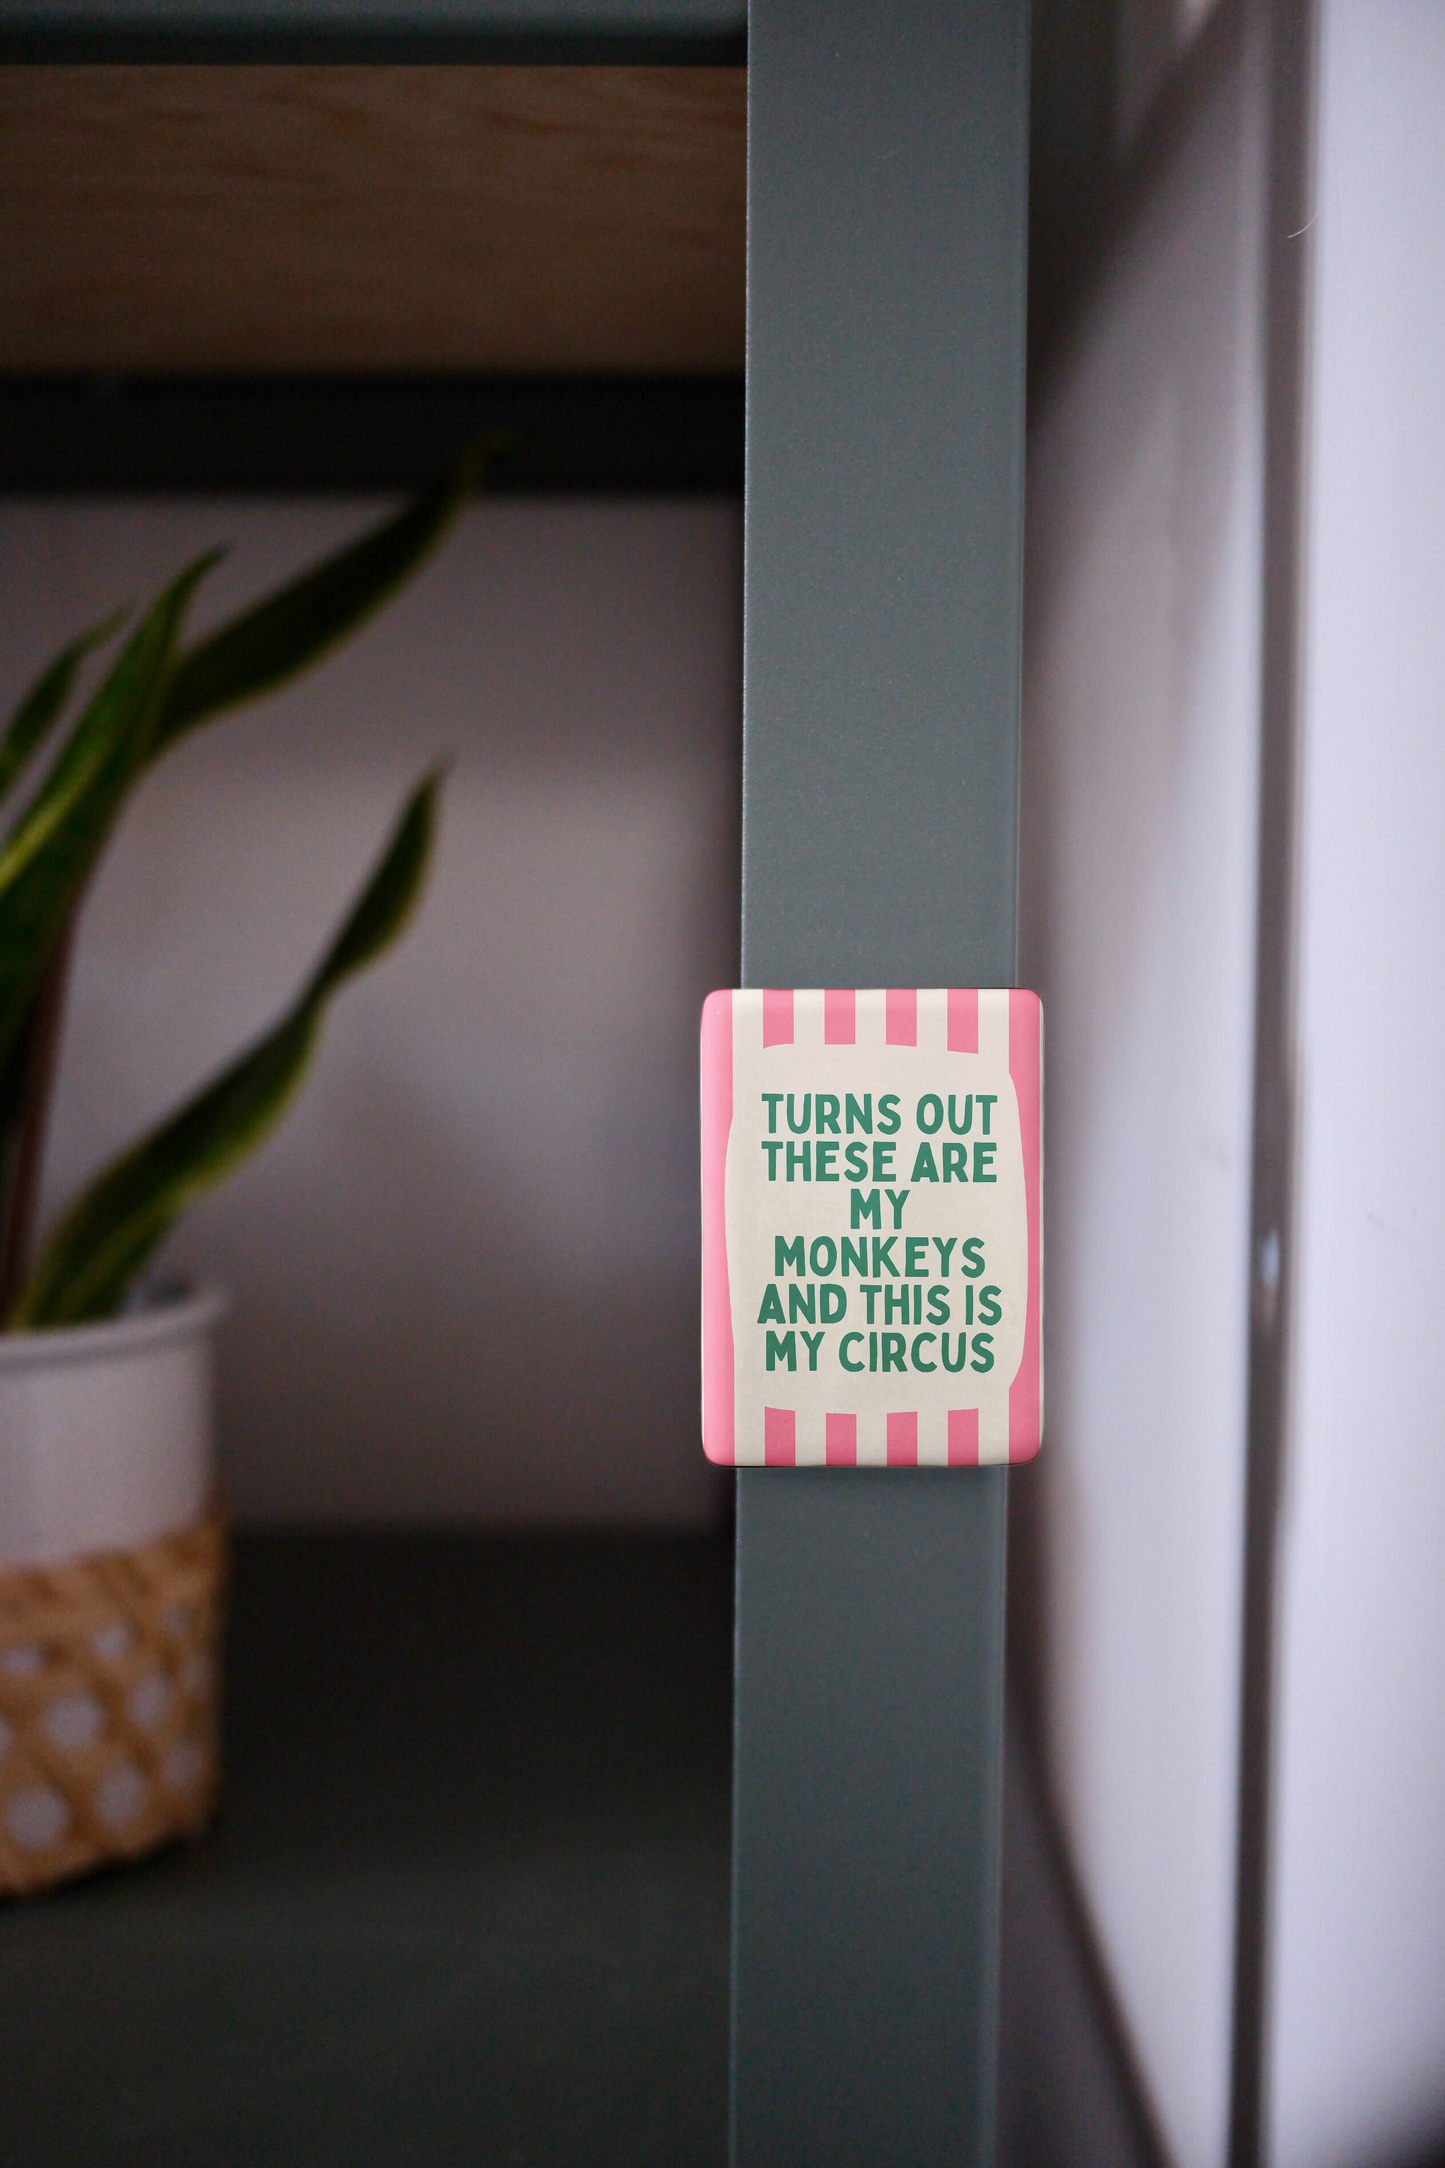 TURNS OUT
THESE ARE
MY
MONKEYS
AND THIS IS
MY CIRCUS